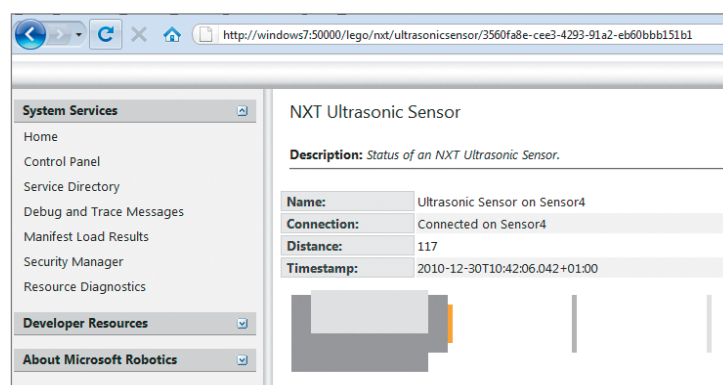 http://windows7:50000/lego/nxt/ultrasonicsensor/3560fa8e-cee3-4293-91a2-eb60bbb151b1
System Services
Home
Control Panel
Service Directory
Debug and Trace Messages
Manifest Load Results
Security Manager
Resource Diagnostics
Developer Resources
About Microsoft Robotics
NXT Ultrasonic Sensor
Description: Status of an NXT Ultrasonic Sensor.
Name: Ultrasonic Sensor on Sensor4
Connection: Connected on Sensor4
Distance: 117
Timestamp: 2010-12-30T10:42:06.042+01:00